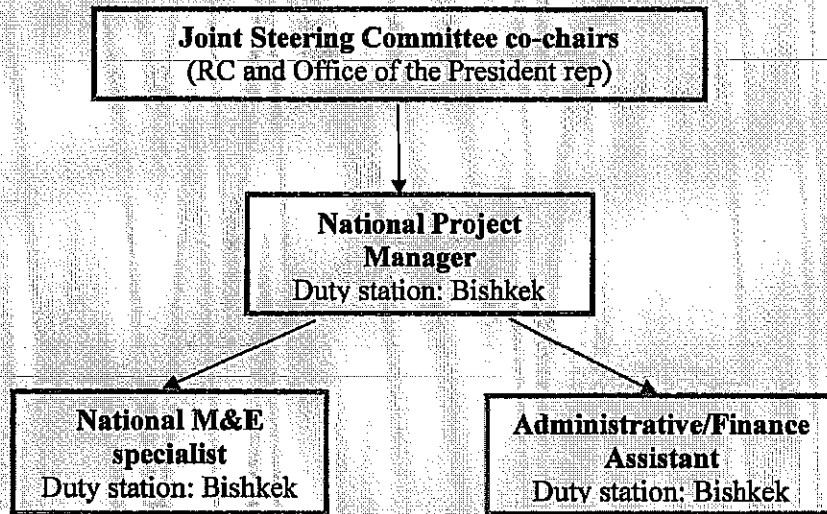 Joint Steering Committee co-chairs
(RC and Office of the President rep)
National Project
Manager
Duty station: Bishkek
National M&E
specialist
Duty station: Bishkek
Administrative/Finance
Assistant
Duty station: Bishkek